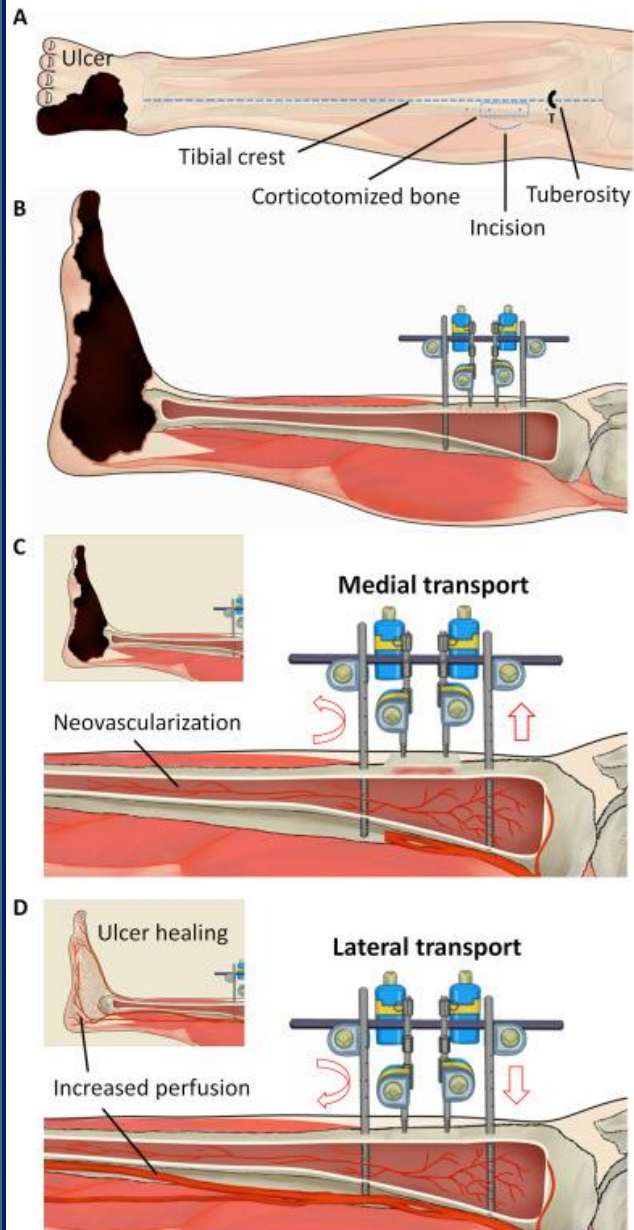 A
Ulcer
Tibial crest
T
Corticotomized bone
Tuberosity
Incision
B
C
Medial transport
Neovascularization
D
Ulcer healing
Lateral transport
Increased perfusion